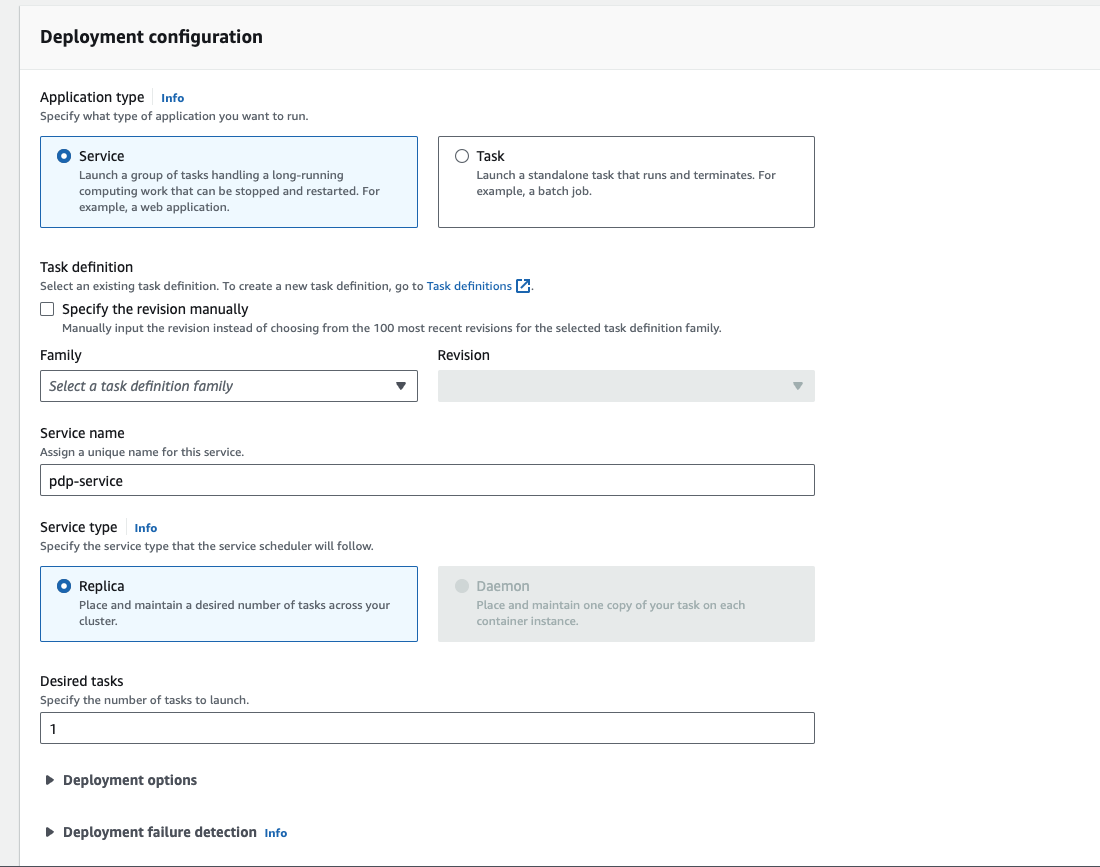 Deployment configuration
Application type Info
Specify what type of application you want to run.
Service
Launch a group of tasks handling a long-running
computing work that can be stopped and restarted. For
example, a web application.
Task
Launch a standalone task that runs and terminates. For
example, a batch job.
Task definition
Select an existing task definition. To create a new task definition, go to Task definitions.
Specify the revision manually
Manually input the revision instead of choosing from the 100 most recent revisions for the selected task definition family.
Family
Select a task definition family
Revision
Service name
Assign a unique name for this service.
pdp-service
Service type Info
Specify the service type that the service scheduler will follow.
Replica
Place and maintain a desired number of tasks across your
cluster.
Daemon
Place and maintain one copy of your task on each
container instance.
Desired tasks
Specify the number of tasks to launch.
1
Deployment options
Deployment failure detection Info